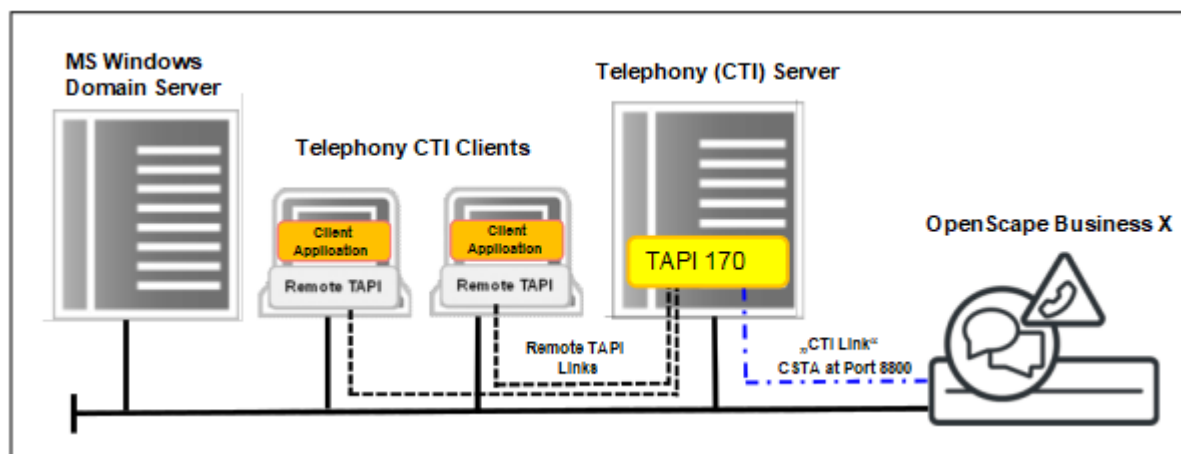 MS Windows
Domain Server
Telephony (CTI) Server
Telephony CTI Clients
OpenScape Business X
Client
Application
Client
Application
TAPI 170
Remote TAPI
Remote TAPI
Remote TAPI
Links
„CTI Link“
CSTA at Port 8800